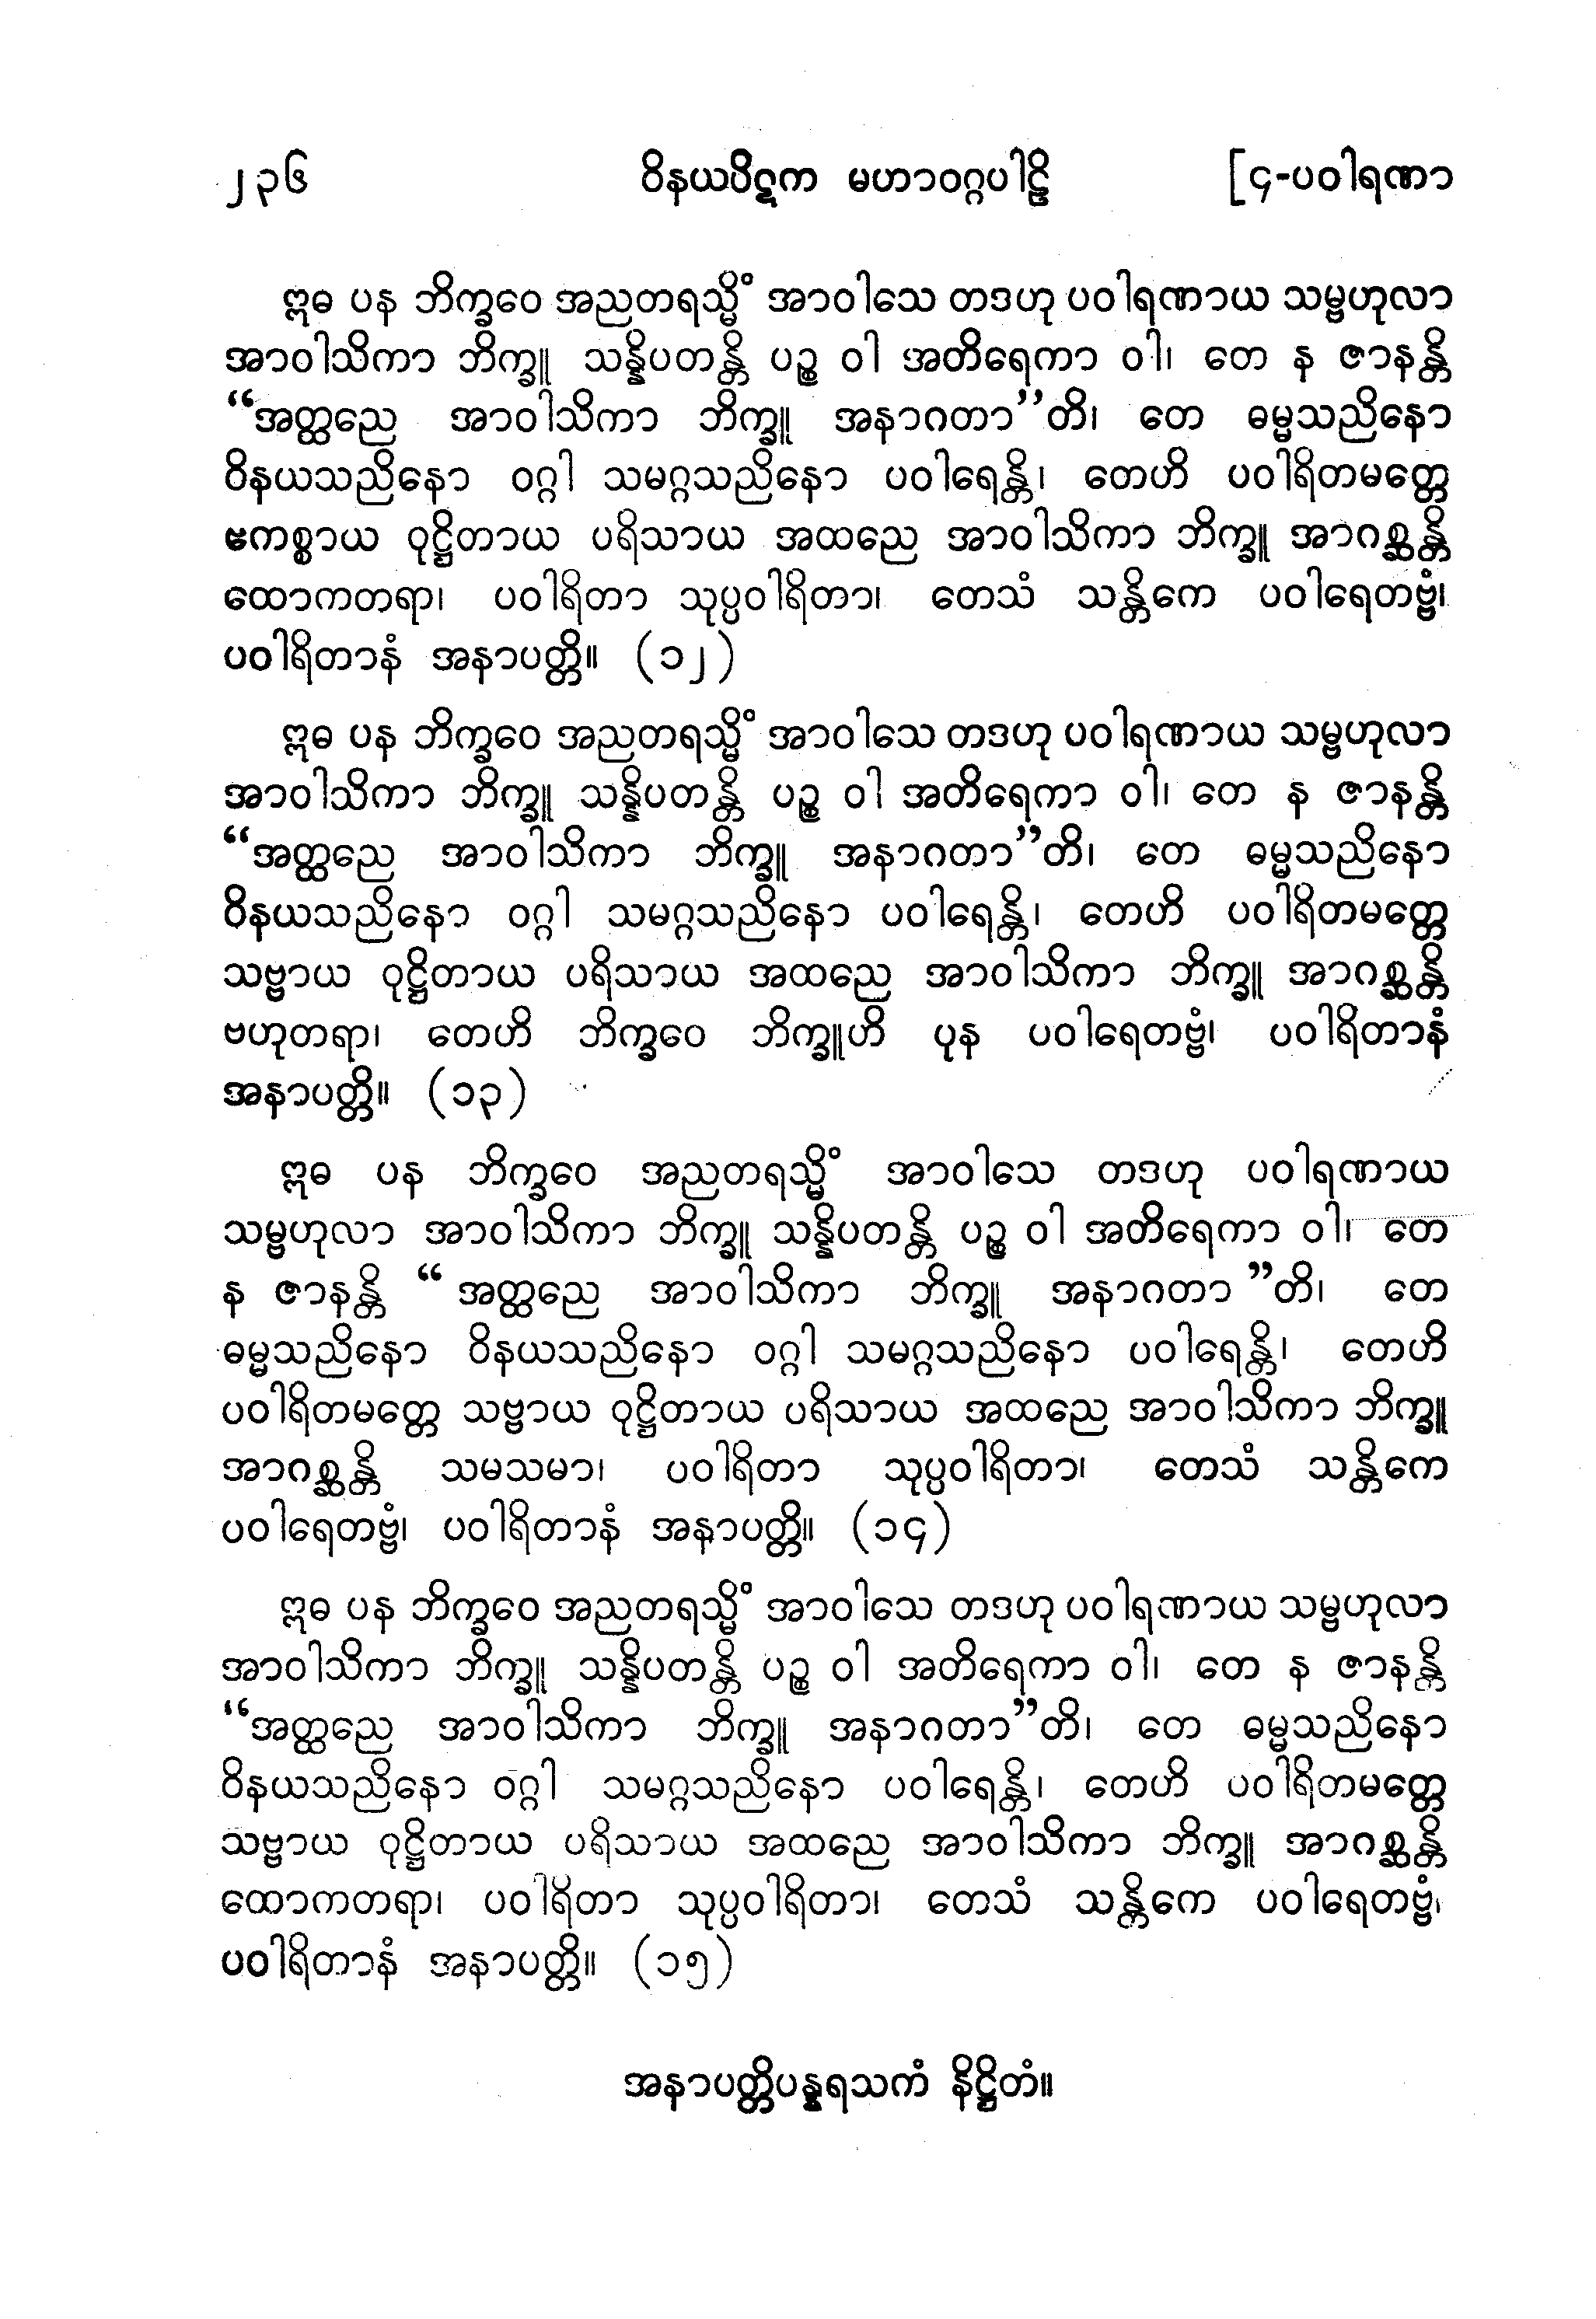 ၂၃၆ ဝိနယပိဋက မဟာဝဂ္ဂပါဠိ [၄-ပဝါရဏာ
ဣဓ ပန ဘိက္ခဝေ အညတရသ္မိံ အာဝါသေ တဒဟု ပဝါရဏာယ သမ္ဗဟုလာ
အာဝါသိကာ ဘိက္ခူ သန္နိပတန္တိ ပဉ္စ ဝါ အတိရေကာ ဝါ၊ တေ န ဇာနန္တိ
“အတ္ထညေ အာဝါသိကာ ဘိက္ခူ အနာဂတာ”တိ၊ တေ ဓမ္မသညိနော
ဝိနယသညိနော ဝဂ္ဂါ သမဂ္ဂသညိနော ပဝါရေန္တိ၊ တေဟိ ပဝါရိတမတ္တေ
ဧကစ္စာယ ဝုဋ္ဌိတာယ ပရိသာယ အထညေ အာဝါသိကာ ဘိက္ခူ အာဂစ္ဆန္တိ
ထောကတရာ၊ ပဝါရိတာ သုပ္ပဝါရိတာ၊ တေသံ သန္တိကေ ပဝါရေတဗ္ဗံ၊
ပဝါရိတာနံ အနာပတ္တိ။ (၁၂)
ဣဓ ပန ဘိက္ခဝေ အညတရသ္မိံ အာဝါသေ တဒဟု ပဝါရဏာယ သမ္ဗဟုလာ
အာဝါသိကာ ဘိက္ခူ သန္နိပတန္တိ ပဉ္စ ဝါ အတိရေကာ ဝါ၊ တေ န ဇာနန္တိ
“အတ္ထညေ အာဝါသိကာ ဘိက္ခူ အနာဂတာ”တိ၊ တေ ဓမ္မသညိနော
ဝိနယသညိနော ဝဂ္ဂါ သမဂ္ဂသညိနော ပဝါရေန္တိ၊ တေဟိ ပဝါရိတမတ္တေ
သဗ္ဗာယ ဝုဋ္ဌိတာယ ပရိသာယ အထညေ အာဝါသိကာ ဘိက္ခူ အာဂစ္ဆန္တိ
ဗဟုတရာ၊ တေဟိ ဘိက္ခဝေ ဘိက္ခူဟိ ပုန ပဝါရေတဗ္ဗံ၊ ပဝါရိတာနံ
အနာပတ္တိ။ (၁၃)
ဣဓ ပန ဘိက္ခဝေ အညတရသ္မိံ အာဝါသေ တဒဟု ပဝါရဏာယ
သမ္ဗဟုလာ အာဝါသိကာ ဘိက္ခူ သန္နိပတန္တိ ပဉ္စ ဝါ အတိရေကာ ဝါ၊ တေ
န ဇာနန္တိ “အတ္ထညေ အာဝါသိကာ ဘိက္ခူ အနာဂတာ”တိ၊ တေ
ဓမ္မသညိနော ဝိနယသညိနော ဝဂ္ဂါ သမဂ္ဂသညိနော ပဝါရေန္တိ၊ တေဟိ
ပဝါရိတမတ္တေ သဗ္ဗာယ ဝုဋ္ဌိတာယ ပရိသာယ အထညေ အာဝါသိကာ ဘိက္ခူ
အာဂစ္ဆန္တိ သမသမာ၊ ပဝါရိတာ သုပ္ပဝါရိတာ၊ တေသံ သန္တိကေ
ပဝါရေတဗ္ဗံ၊ ပဝါရိတာနံ အနာပတ္တိ။ (၁၄)
ဣဓ ပန ဘိက္ခဝေ အညတရသ္မိံ အာဝါသေ တဒဟု ပဝါရဏာယ သမ္ဗဟုလာ
အာဝါသိကာ ဘိက္ခူ သန္နိပတန္တိ ပဉ္စ ဝါ အတိရေကာ ဝါ၊ တေ န ဇာနန္တိ
“အတ္ထညေ အာဝါသိကာ ဘိက္ခူ အနာဂတာ”တိ၊ တေ ဓမ္မသညိနော
ဝိနယသညိနော ဝဂ္ဂါ သမဂ္ဂသညိနော ပဝါရေန္တိ၊ တေဟိ ပဝါရိတမတ္တေ
သဗ္ဗာယ ဝုဋ္ဌိတာယ ပရိသာယ အထညေ အာဝါသိကာ ဘိက္ခူ အာဂစ္ဆန္တိ
ထောကတရာ၊ ပဝါရိတာ သုပ္ပဝါရိတာ၊ တေသံ သန္တိကေ ပဝါရေတဗ္ဗံ၊
ပဝါရိတာနံ အနာပတ္တိ။ (၁၅)
အနာပတ္တိပန္နရသကံ နိဋ္ဌိတံ။